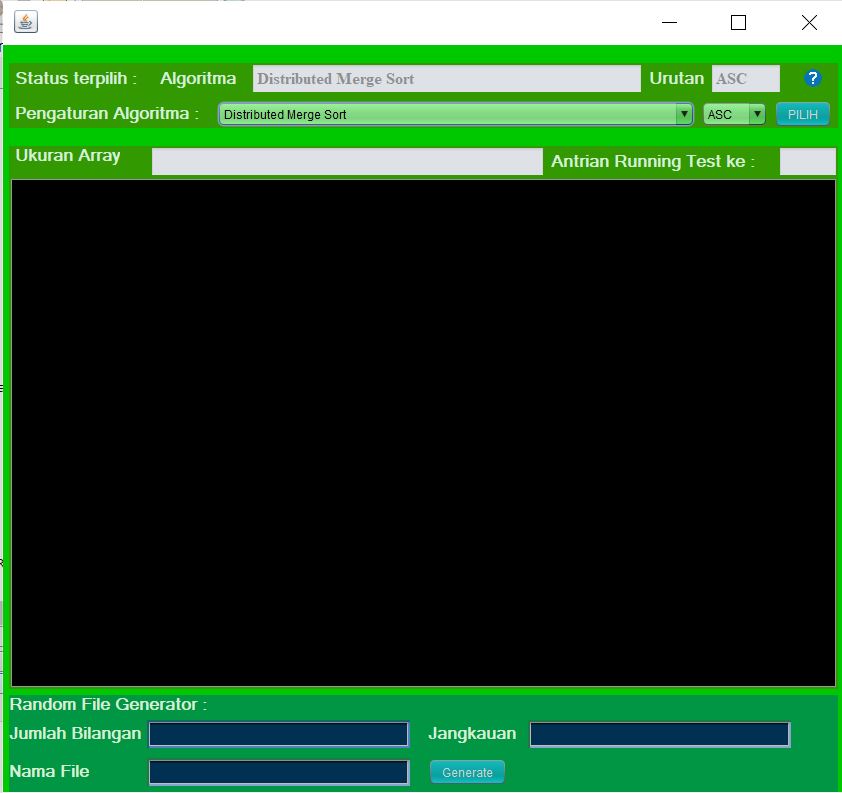 Status terpilih : Algoritma Distributed Merge Sort Urutan ASC ?
Pengaturan Algoritma : Distributed Merge Sort ASC PILIH
Ukuran Array Antrian Running Test ke :
Random File Generator :
Jumlah Bilangan Jangkauan
Nama File Generate